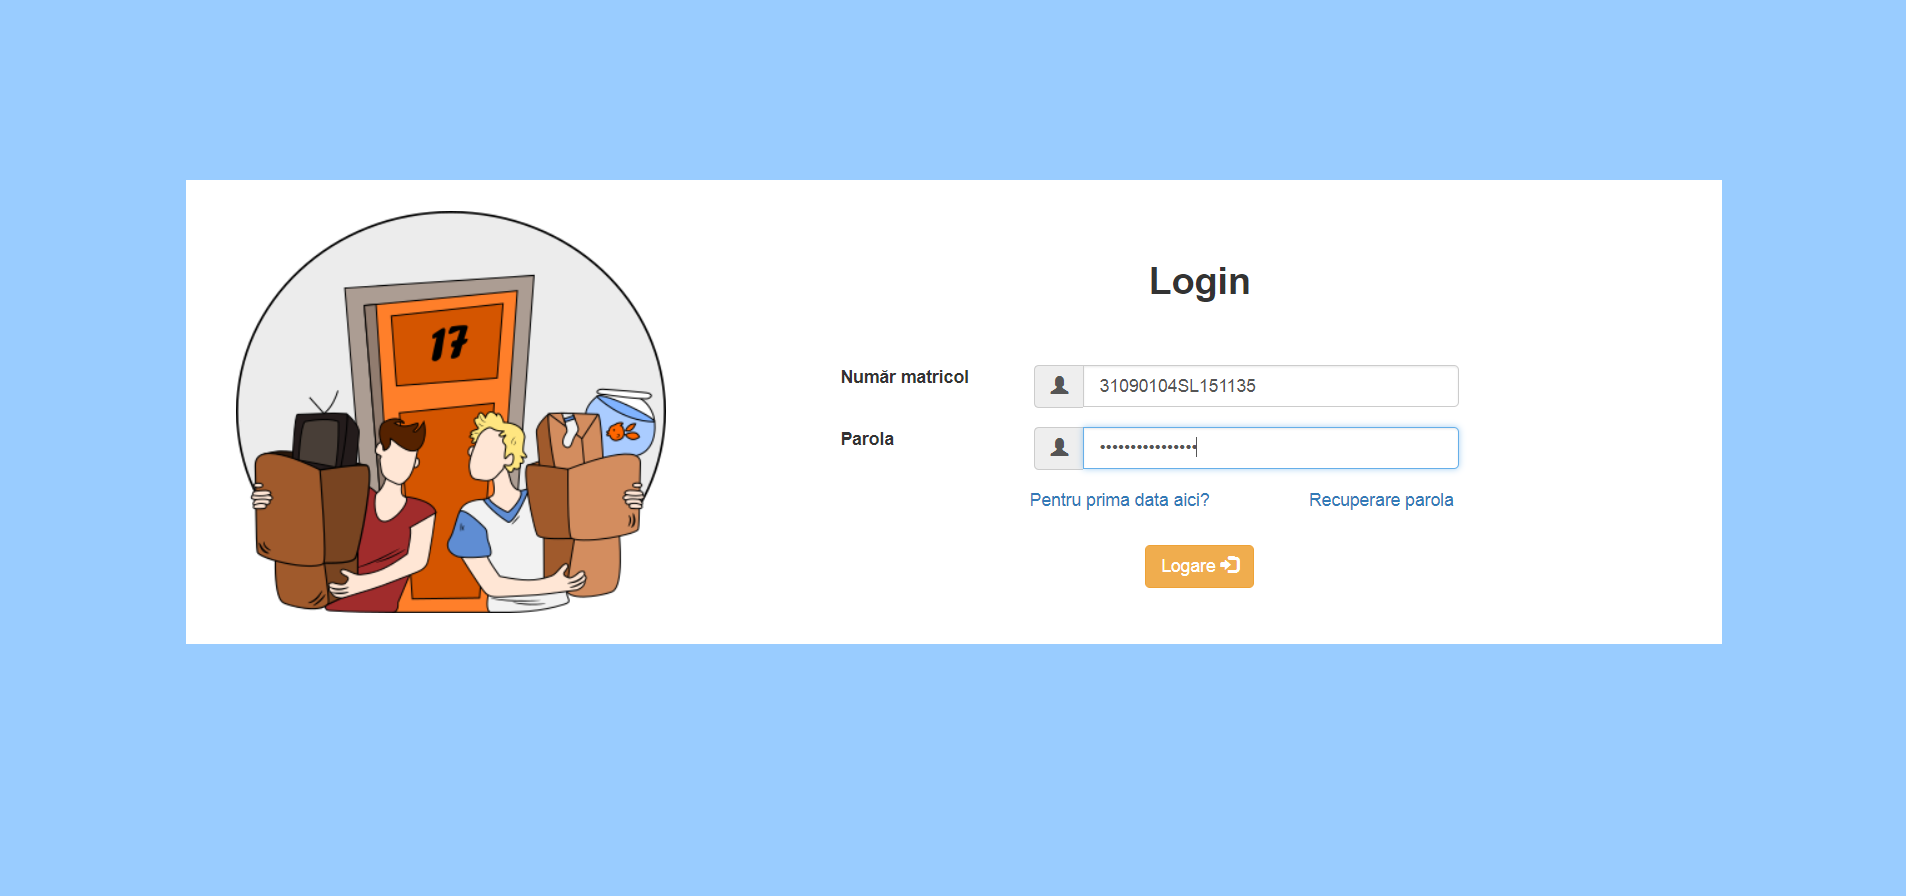 17
Login
Număr matricol
31090104SL151135
Parola
••••••••••••••••
Pentru prima data aici?
Recuperare parola
Logare